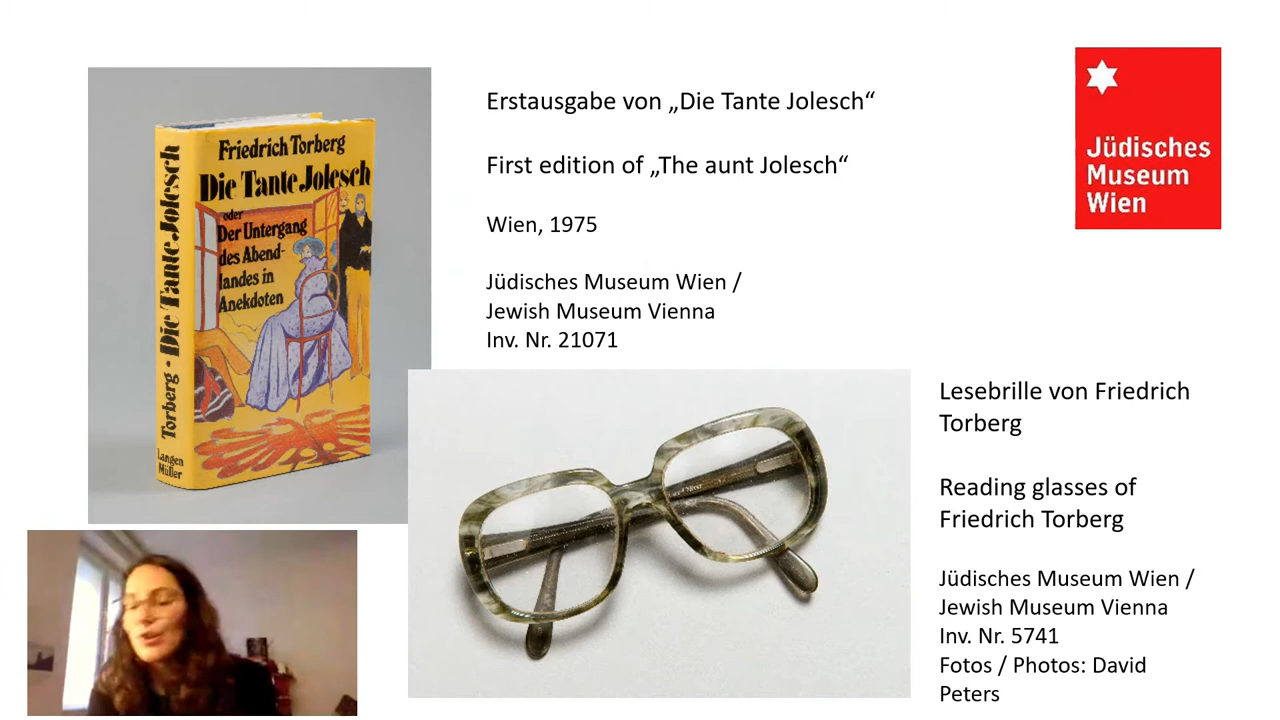 Friedrich Torberg
Die Tante Jolesch
oder
Der Untergang
des Abend-
landes in
Anekdoten
Torberg • Die Tante Jolesch
Langen
Müller
Erstausgabe von „Die Tante Jolesch“
First edition of „The aunt Jolesch“
Wien, 1975
Jüdisches Museum Wien /
Jewish Museum Vienna
Inv. Nr. 21071
Jüdisches
Museum
Wien
Lesebrille von Friedrich
Torberg
Reading glasses of
Friedrich Torberg
Jüdisches Museum Wien /
Jewish Museum Vienna
Inv. Nr. 5741
Fotos / Photos: David
Peters